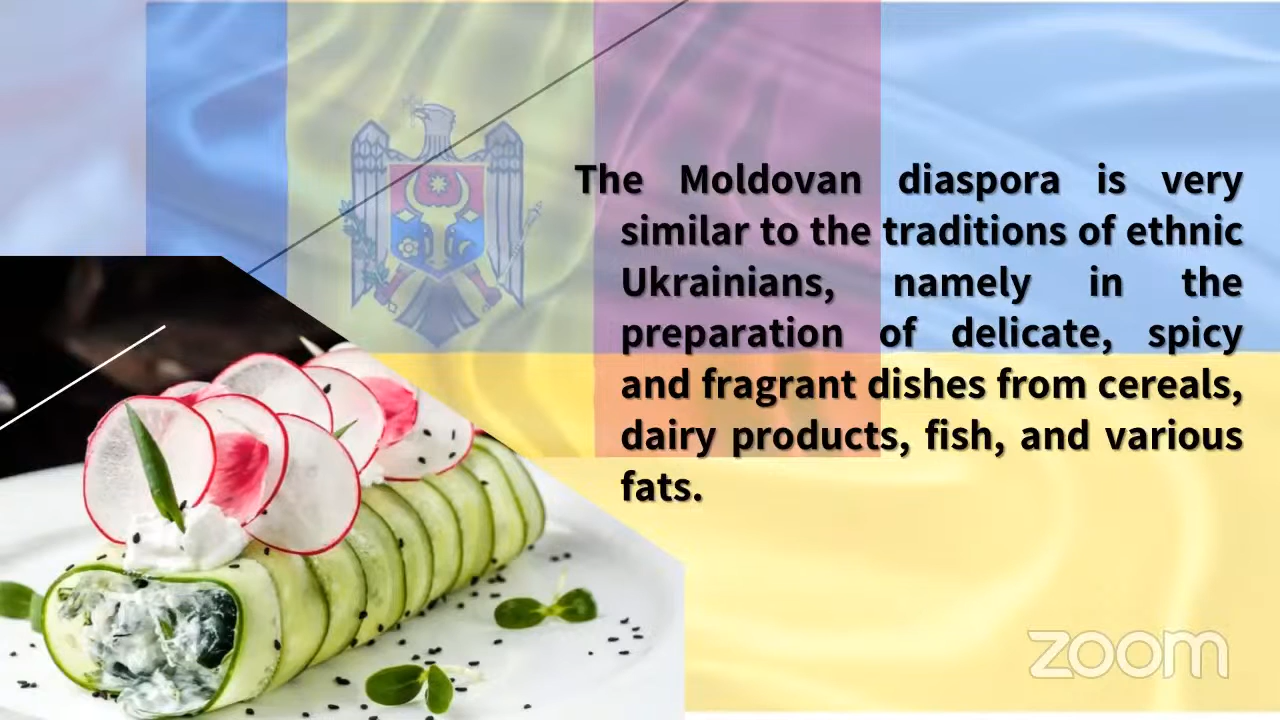 The Moldovan diaspora is very
similar to the traditions of ethnic
Ukrainians, namely in the
preparation of delicate, spicy
and fragrant dishes from cereals,
dairy products, fish, and various
fats.
zoom